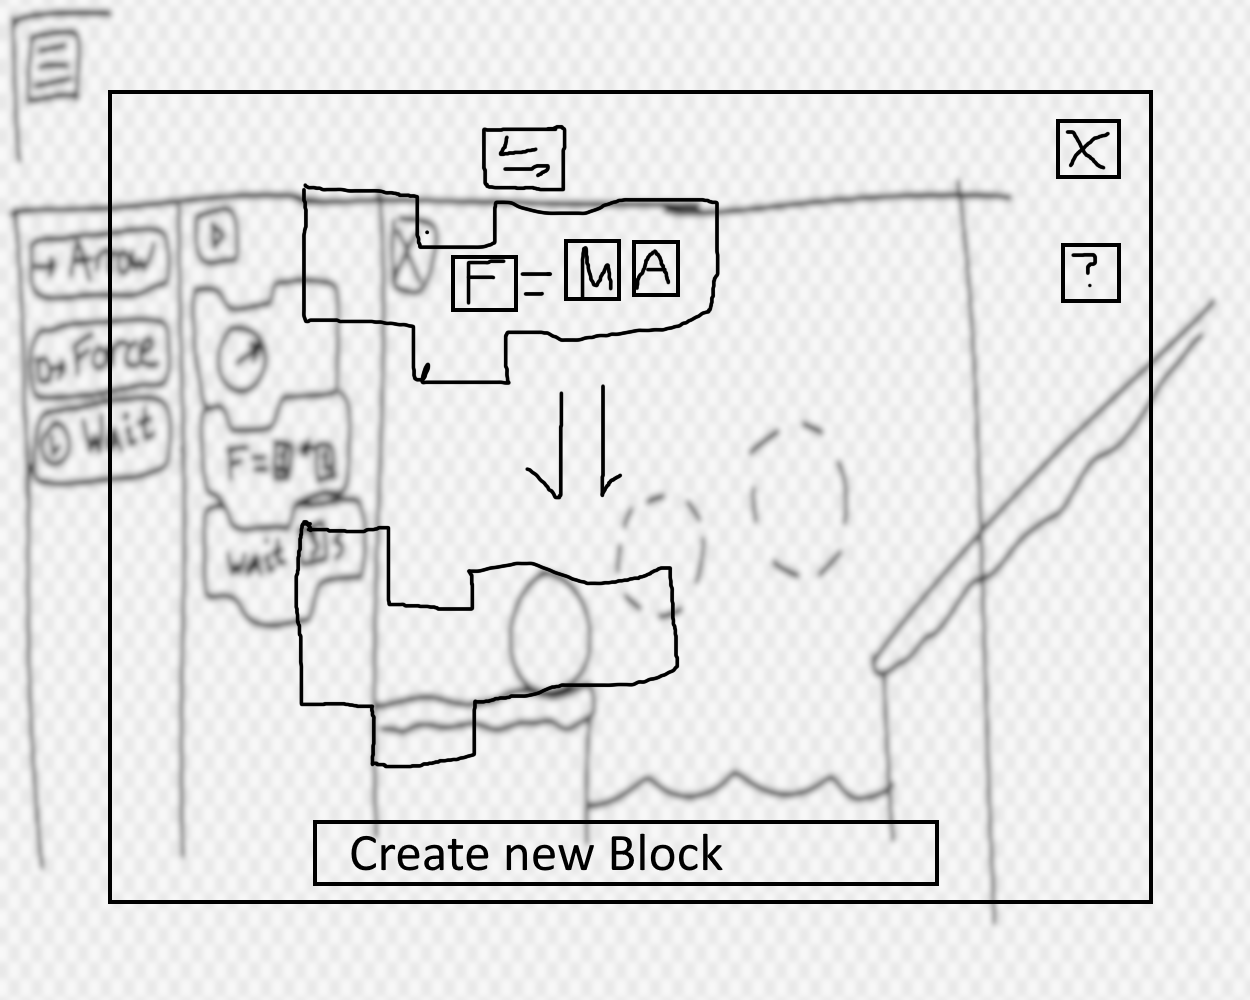 X
→ Arrow
F = M A
?
Force
Wait
F = *
wait s
Create new Block